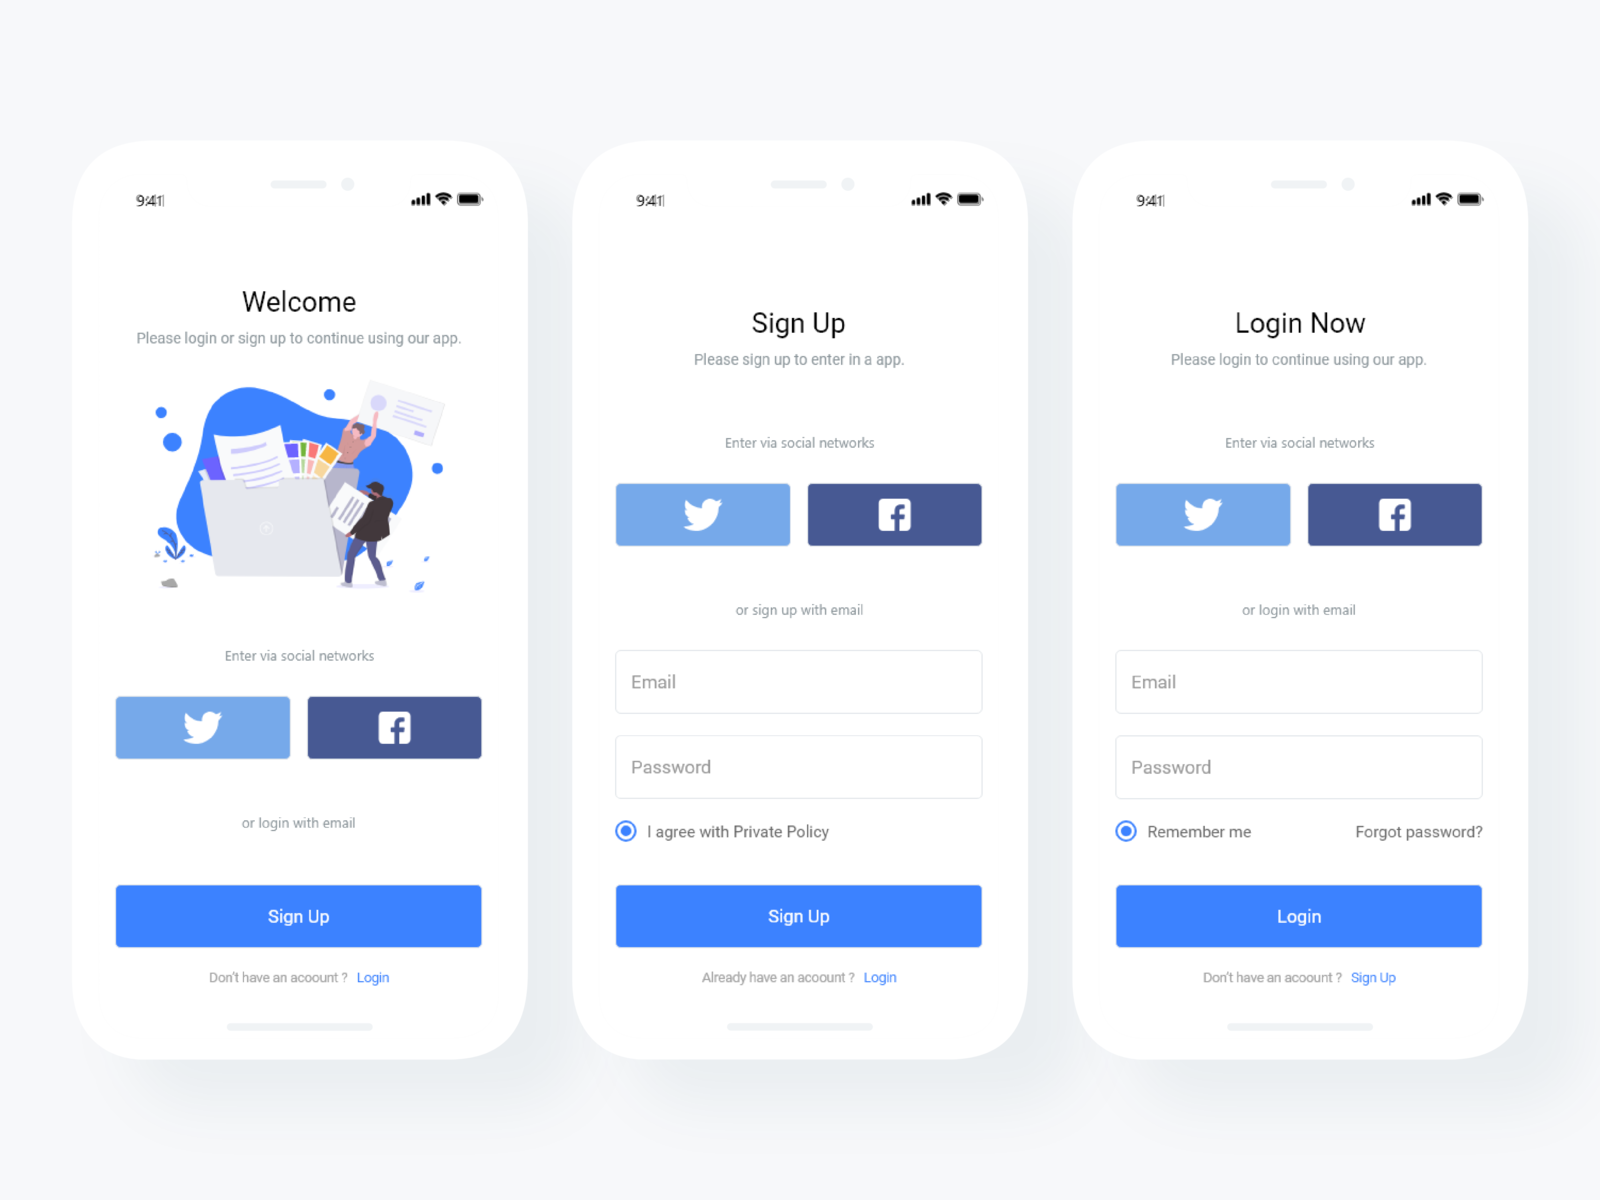 9:41
Welcome
Please login or sign up to continue using our app.
Enter via social networks
or login with email
Sign Up
Don't have an acoount ? Login
9:41
Sign Up
Please sign up to enter in a app.
Enter via social networks
or sign up with email
Email
Password
I agree with Private Policy
Sign Up
Already have an acoount ? Login
9:41
Login Now
Please login to continue using our app.
Enter via social networks
or login with email
Email
Password
Remember me Forgot password?
Login
Don't have an acoount ? Sign Up